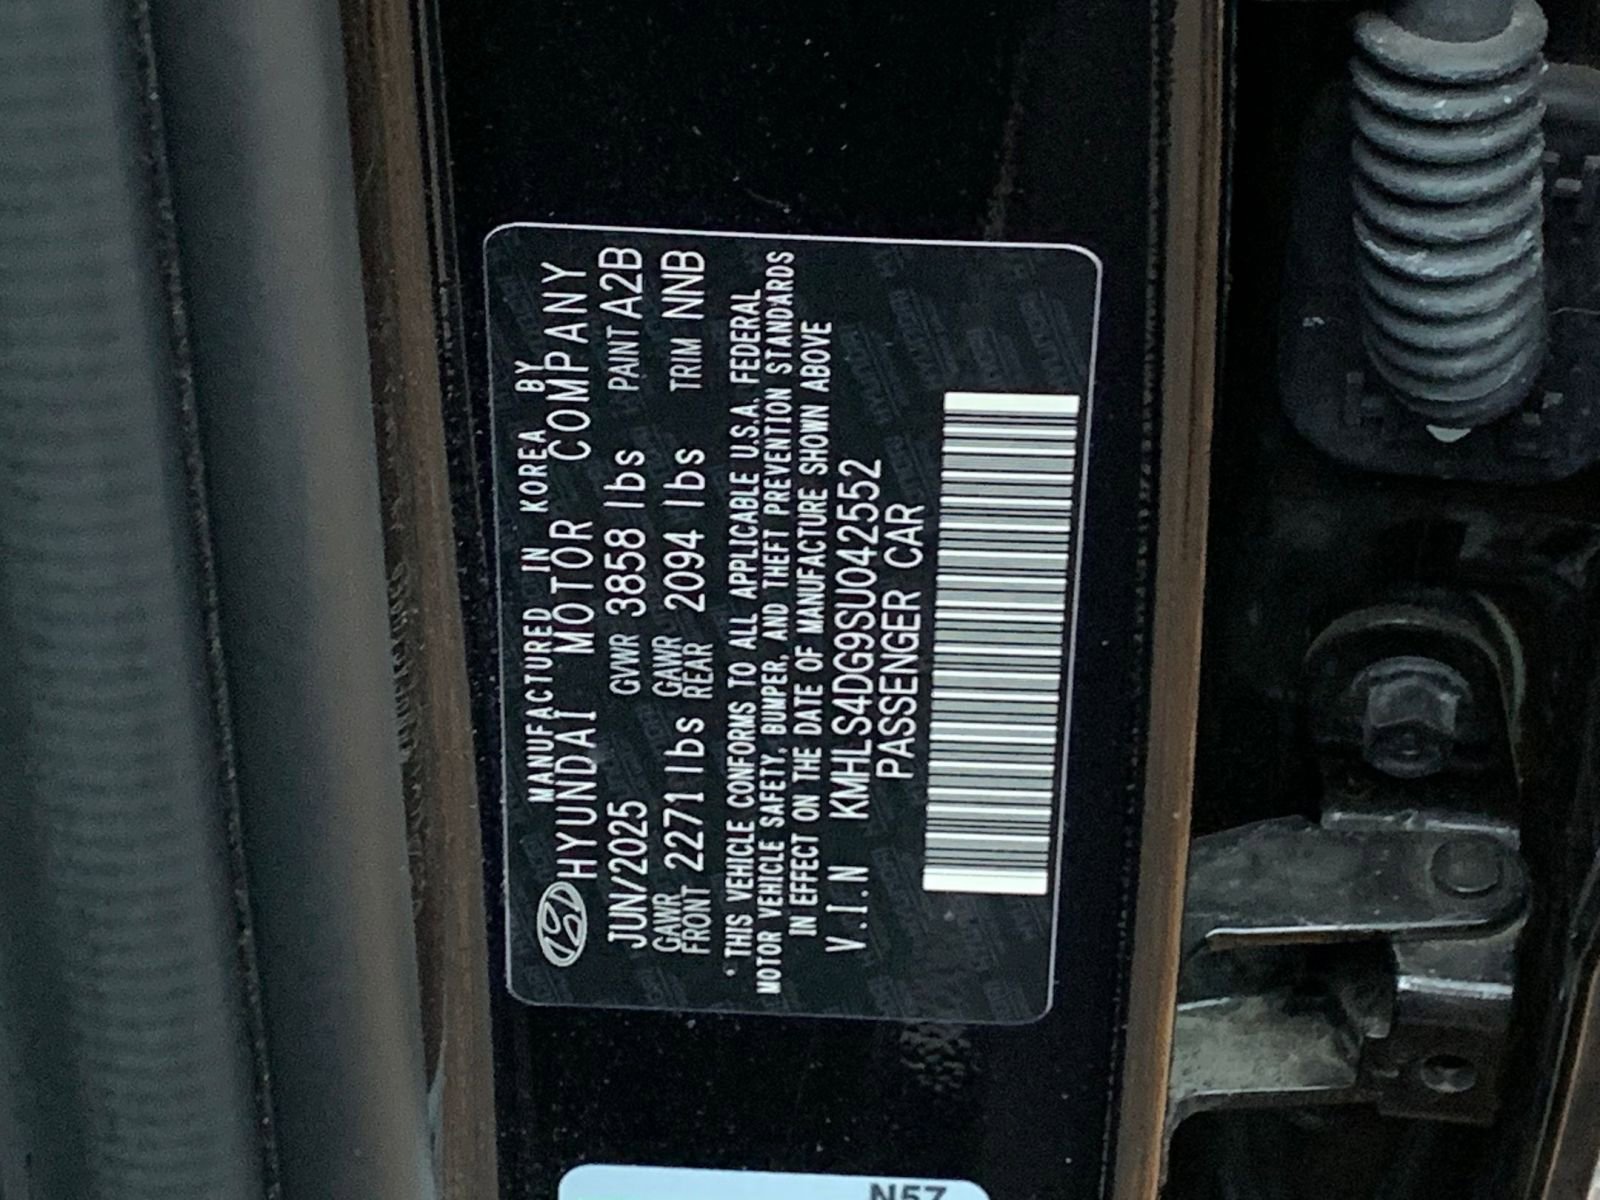 MANUFACTURED IN KOREA BY
HYUNDAI MOTOR COMPANY
JUN/2025 GVWR 3858 lbs PAINT A2B
GAWR FRONT 2271 lbs GAWR REAR 2094 lbs TRIM NNB
* THIS VEHICLE CONFORMS TO ALL APPLICABLE U.S.A. FEDERAL
MOTOR VEHICLE SAFETY, BUMPER, AND THEFT PREVENTION STANDARDS
IN EFFECT ON THE DATE OF MANUFACTURE SHOWN ABOVE
V.I.N KMHLS4DG9SU042552
PASSENGER CAR
N57